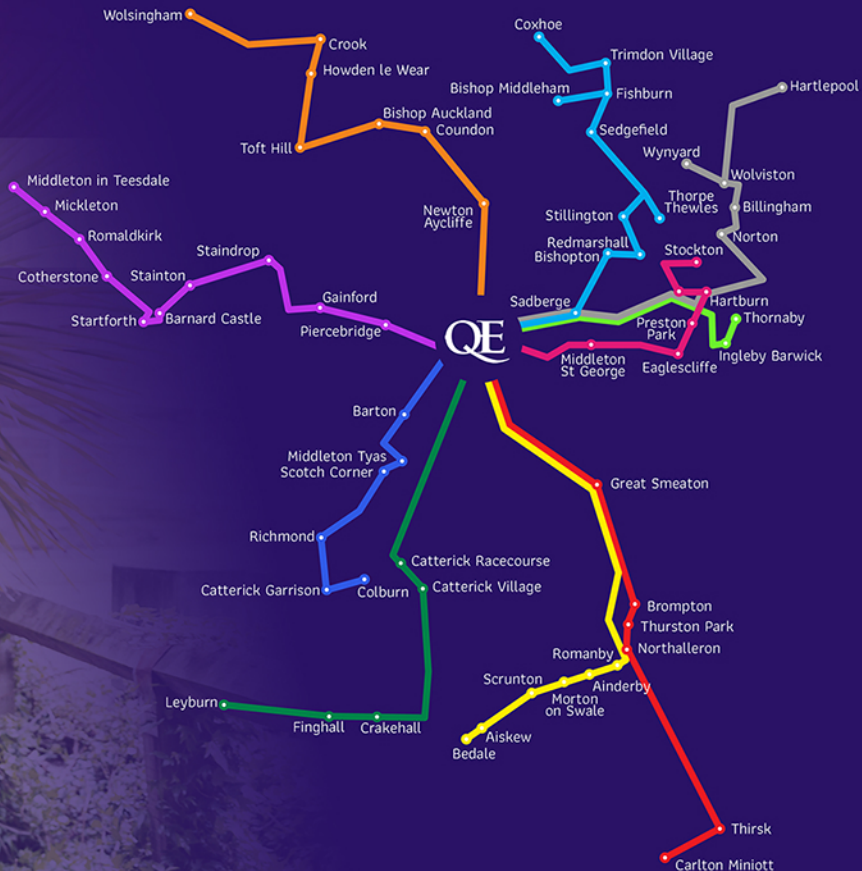 Wolsingham
Crook
Howden le Wear
Bishop Auckland
Coundon
Toft Hill
Newton
Aycliffe
Coxhoe
Trimdon Village
Bishop Middleham
Fishburn
Sedgefield
Hartlepool
Wynyard
Wolviston
Thorpe
Thewles
Billingham
Stillington
Norton
Redmarshall
Bishopton
Stockton
Sadberge
Hartburn
Preston
Park
Thornaby
Ingleby Barwick
Middleton
St George
Eaglescliffe
Middleton in Teesdale
Mickleton
Romaldkirk
Cotherstone
Stainton
Staindrop
Startforth
Barnard Castle
Gainford
Piercebridge
QE
Barton
Middleton Tyas
Scotch Corner
Richmond
Catterick Garrison
Colburn
Catterick Racecourse
Catterick Village
Leyburn
Finghall
Crakehall
Great Smeaton
Brompton
Thurston Park
Northalleron
Romanby
Ainderby
Scrunton
Morton
on Swale
Aiskew
Bedale
Thirsk
Carlton Miniott